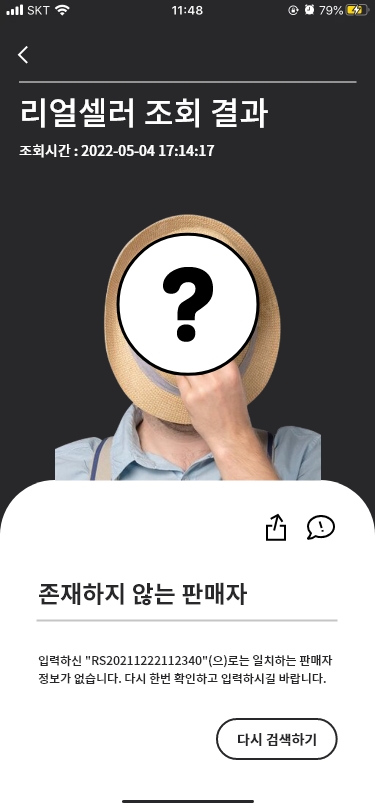 SKT 11:48 79%
리얼셀러 조회 결과
조회시간 : 2022-05-04 17:14:17
?
존재하지 않는 판매자
입력하신 "RS20211222112340"(으)로는 일치하는 판매자
정보가 없습니다. 다시 한번 확인하고 입력하시길 바랍니다.
다시 검색하기